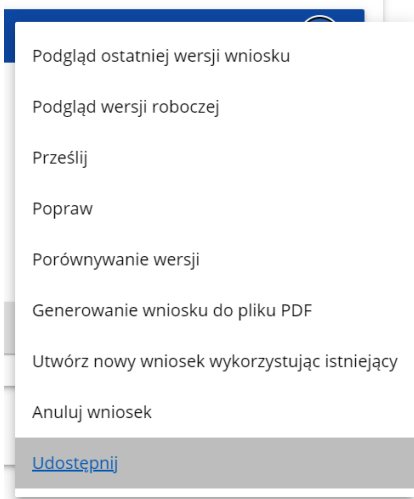 Podgląd ostatniej wersji wniosku
Podgląd wersji roboczej
Prześlij
Popraw
Porównywanie wersji
Generowanie wniosku do pliku PDF
Utwórz nowy wniosek wykorzystując istniejący
Anuluj wniosek
Udostępnij